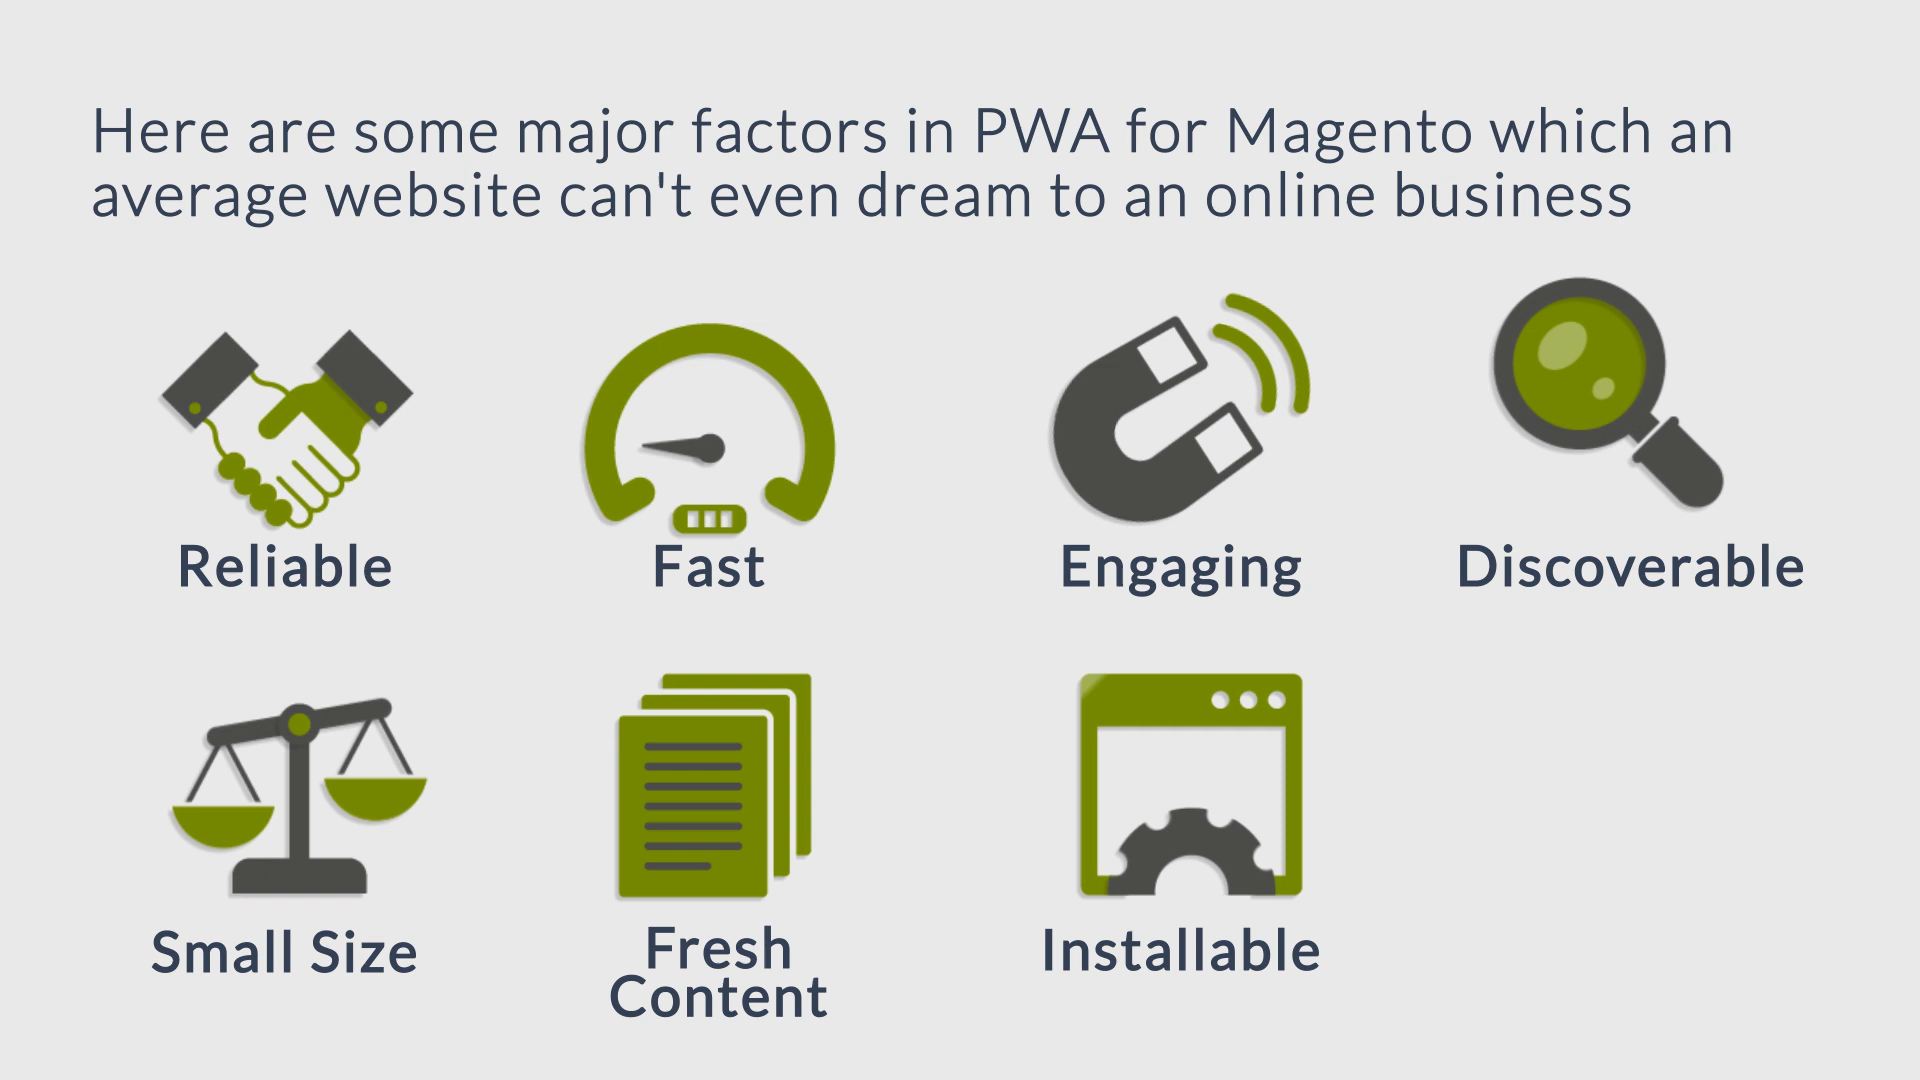 Here are some major factors in PWA for Magento which an
average website can't even dream to an online business
Reliable
Fast
Engaging
Discoverable
Small Size
Fresh
Content
Installable